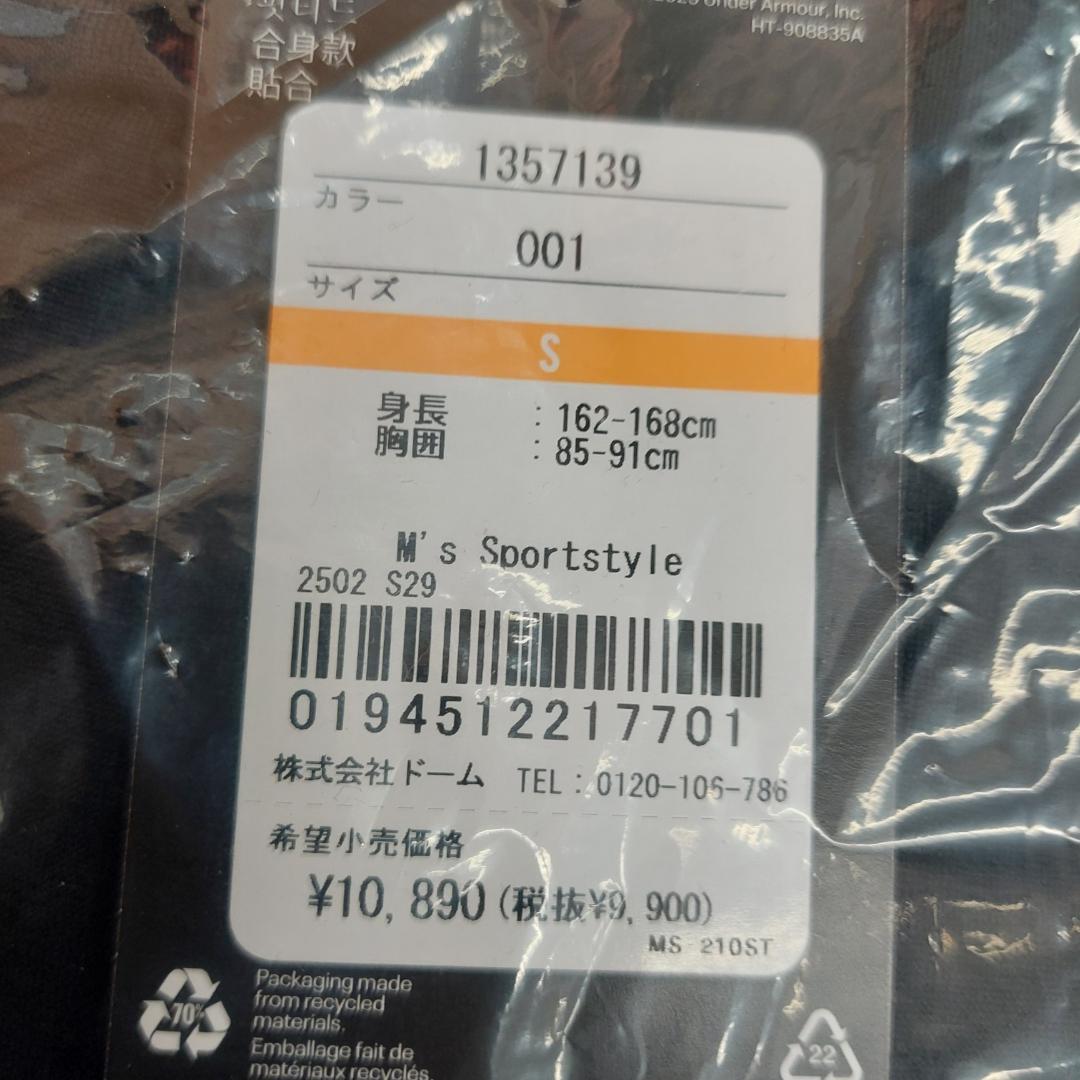 合身款
貼合
Under Armour, Inc.
HT-908835A
1357139
カラー
001
サイズ
S
身長 : 162-168cm
胸囲 : 85-91cm
M's Sportstyle
2502 S29
0194512217701
株式会社ドーム TEL : 0120-106-786
希望小売価格
¥10,890 (税抜¥9,900)
MS 210ST
70%
Packaging made
from recycled
materials.
Emballage fait de
matériaux recyclés.
22